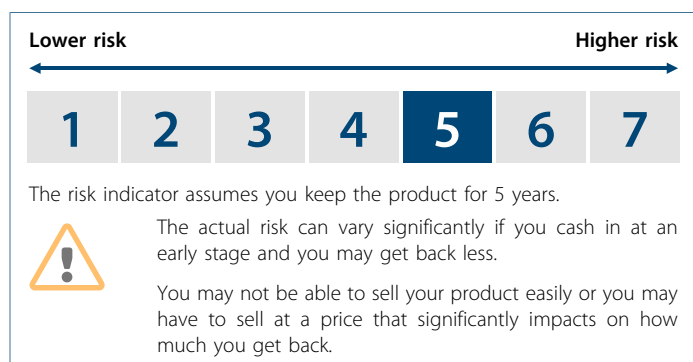 Lower risk Higher risk
1 2 3 4 5 6 7
The risk indicator assumes you keep the product for 5 years.
The actual risk can vary significantly if you cash in at an
early stage and you may get back less.
You may not be able to sell your product easily or you may
have to sell at a price that significantly impacts on how
much you get back.